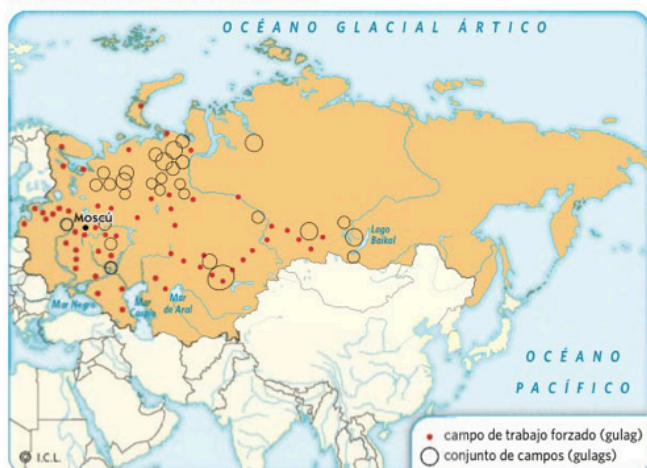 OCÉANO GLACIAL ÁRTICO
Moscú
Lago
Baikal
Mar Negro
Mar
Caspio
Mar
de Aral
OCÉANO
PACÍFICO
campo de trabajo forzado (gulag)
conjunto de campos (gulags)
© I.C.L.